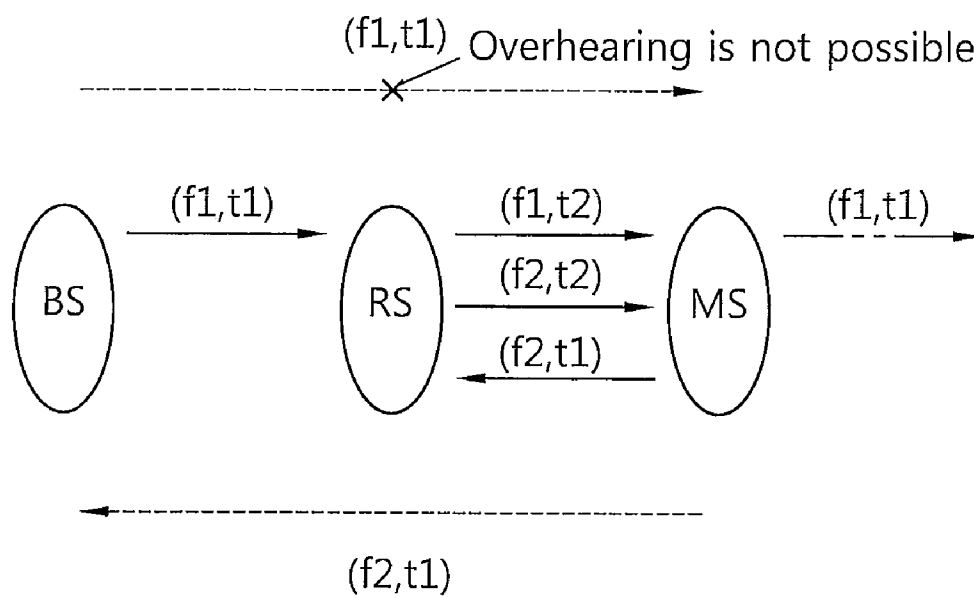 (f1,t1)
Overhearing is not possible
(f1,t1)
(f1,t2)
(f1,t1)
(f2,t2)
BS
RS
MS
(f2,t1)
(f2,t1)